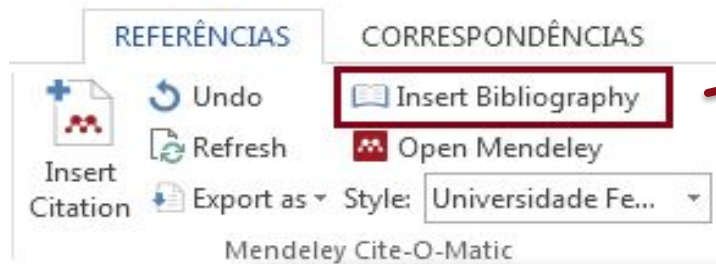 REFERÊNCIAS CORRESPONDÊNCIAS
Undo Insert Bibliography
Refresh Open Mendeley
Insert
Citation
Export as Style: Universidade Fe...
Mendeley Cite-O-Matic